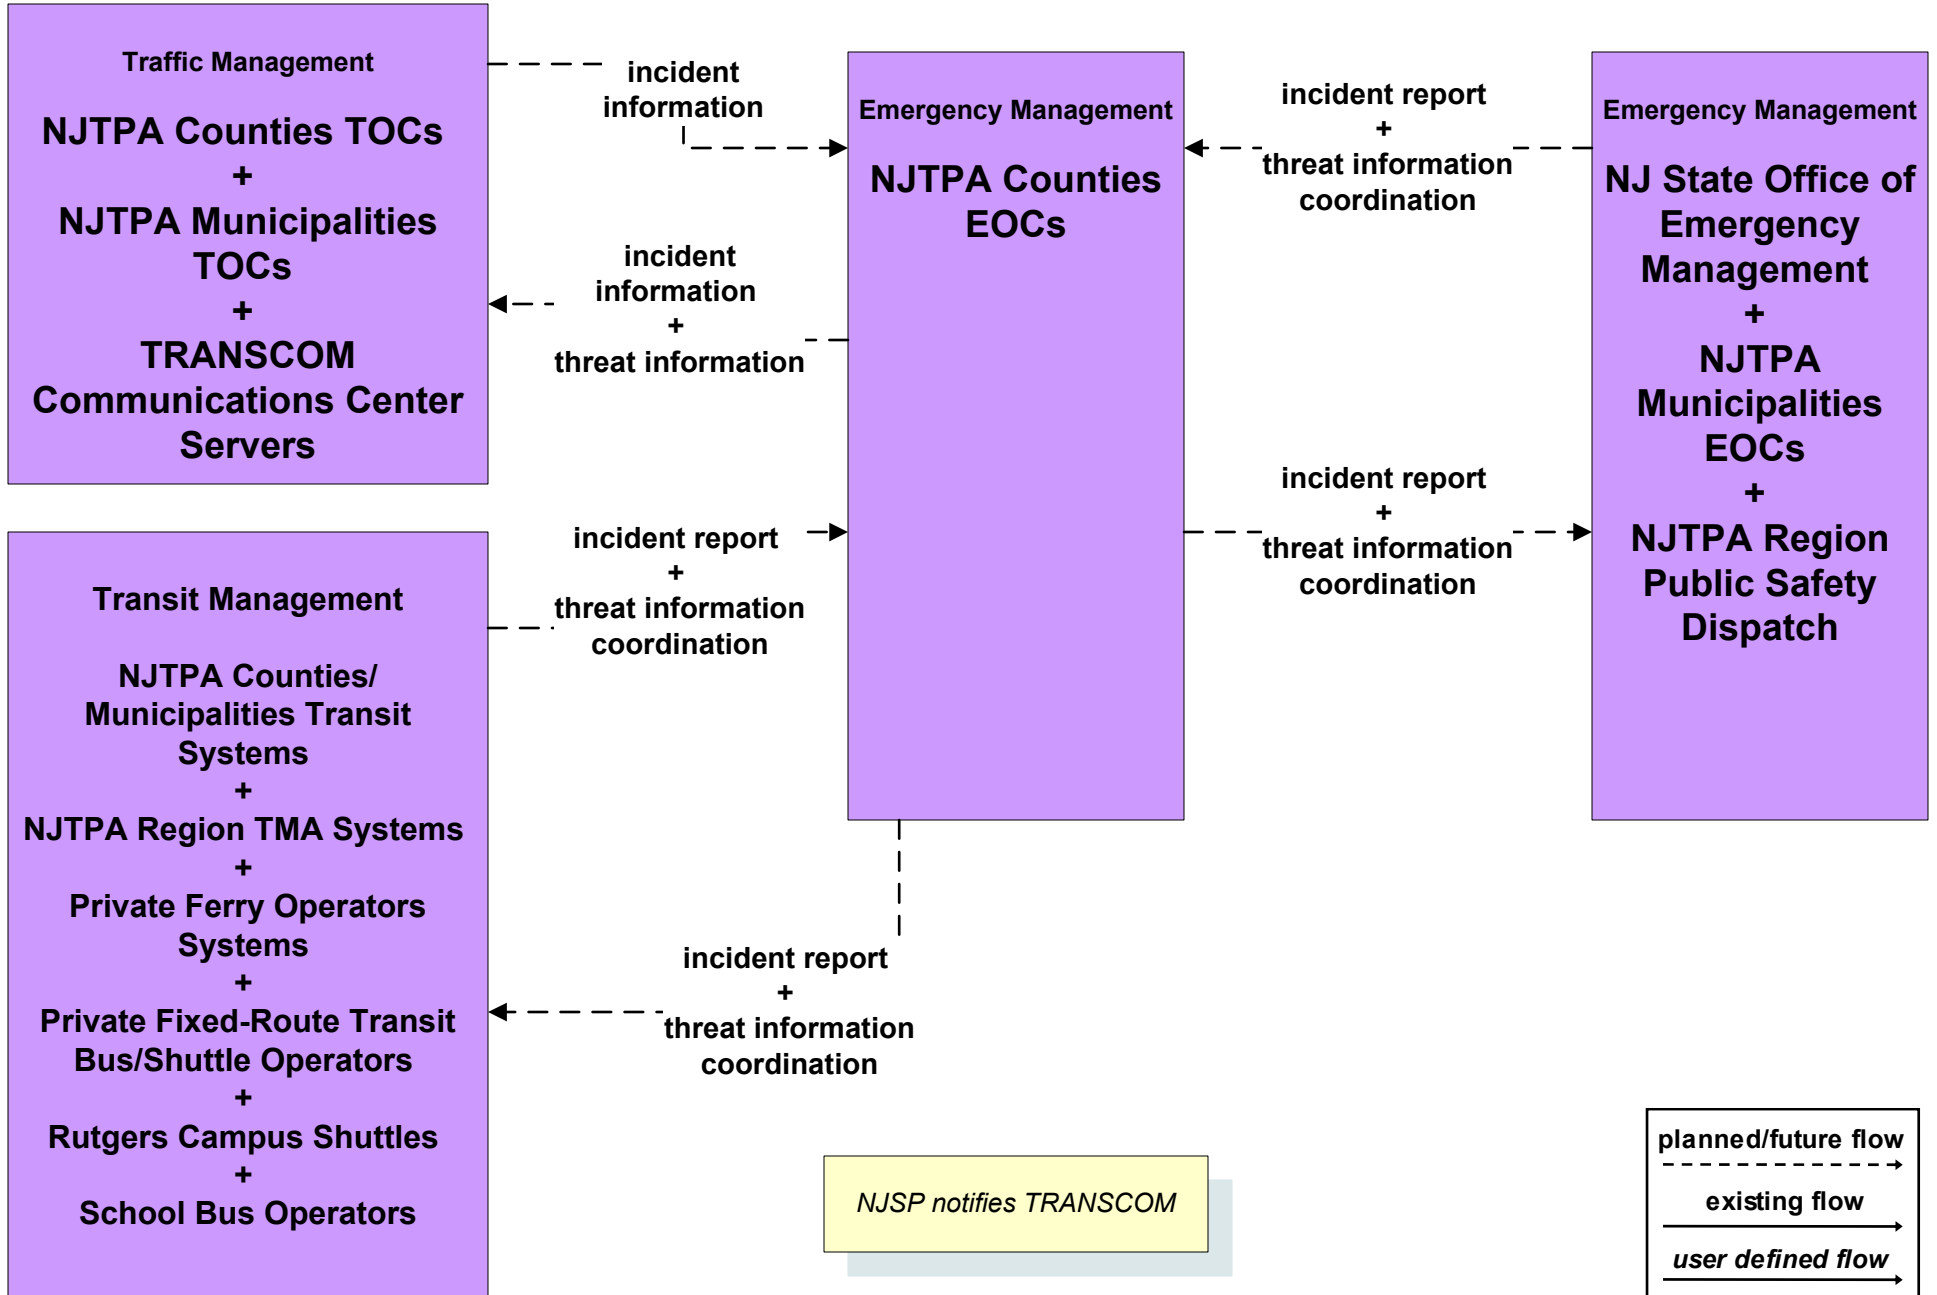 Traffic Management
NJTPA Counties TOCs
+
NJTPA Municipalities
TOCs
+
TRANSCOM
Communications Center
Servers
incident
information
incident
information
+
threat information
Emergency Management
NJTPA Counties
EOCs
incident report
+
threat information
coordination
incident report
+
threat information
coordination
Emergency Management
NJ State Office of
Emergency
Management
+
NJTPA
Municipalities
EOCs
+
NJTPA Region
Public Safety
Dispatch
Transit Management
NJTPA Counties/
Municipalities Transit
Systems
+
NJTPA Region TMA Systems
+
Private Ferry Operators
Systems
+
Private Fixed-Route Transit
Bus/Shuttle Operators
+
Rutgers Campus Shuttles
+
School Bus Operators
incident report
+
threat information
coordination
incident report
+
threat information
coordination
NJSP notifies TRANSCOM
planned/future flow
existing flow
user defined flow